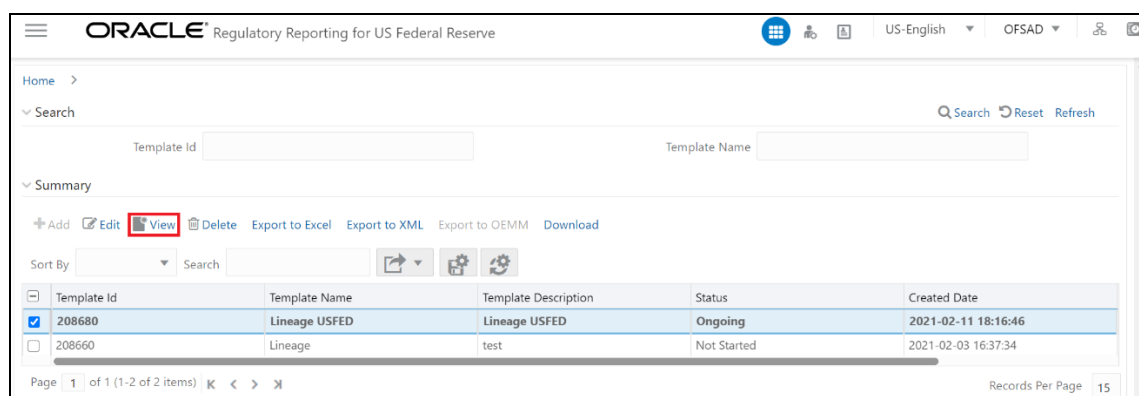 ORACLE® Regulatory Reporting for US Federal Reserve US-English OFSAD
Home >
Search Search Reset Refresh
Template Id Template Name
Summary
Add Edit View Delete Export to Excel Export to XML Export to OEMM Download
Sort By Search
Template Id Template Name Template Description Status Created Date
208680 Lineage USFED Lineage USFED Ongoing 2021-02-11 18:16:46
208660 Lineage test Not Started 2021-02-03 16:37:34
Page 1 of 1 (1-2 of 2 items) Records Per Page 15